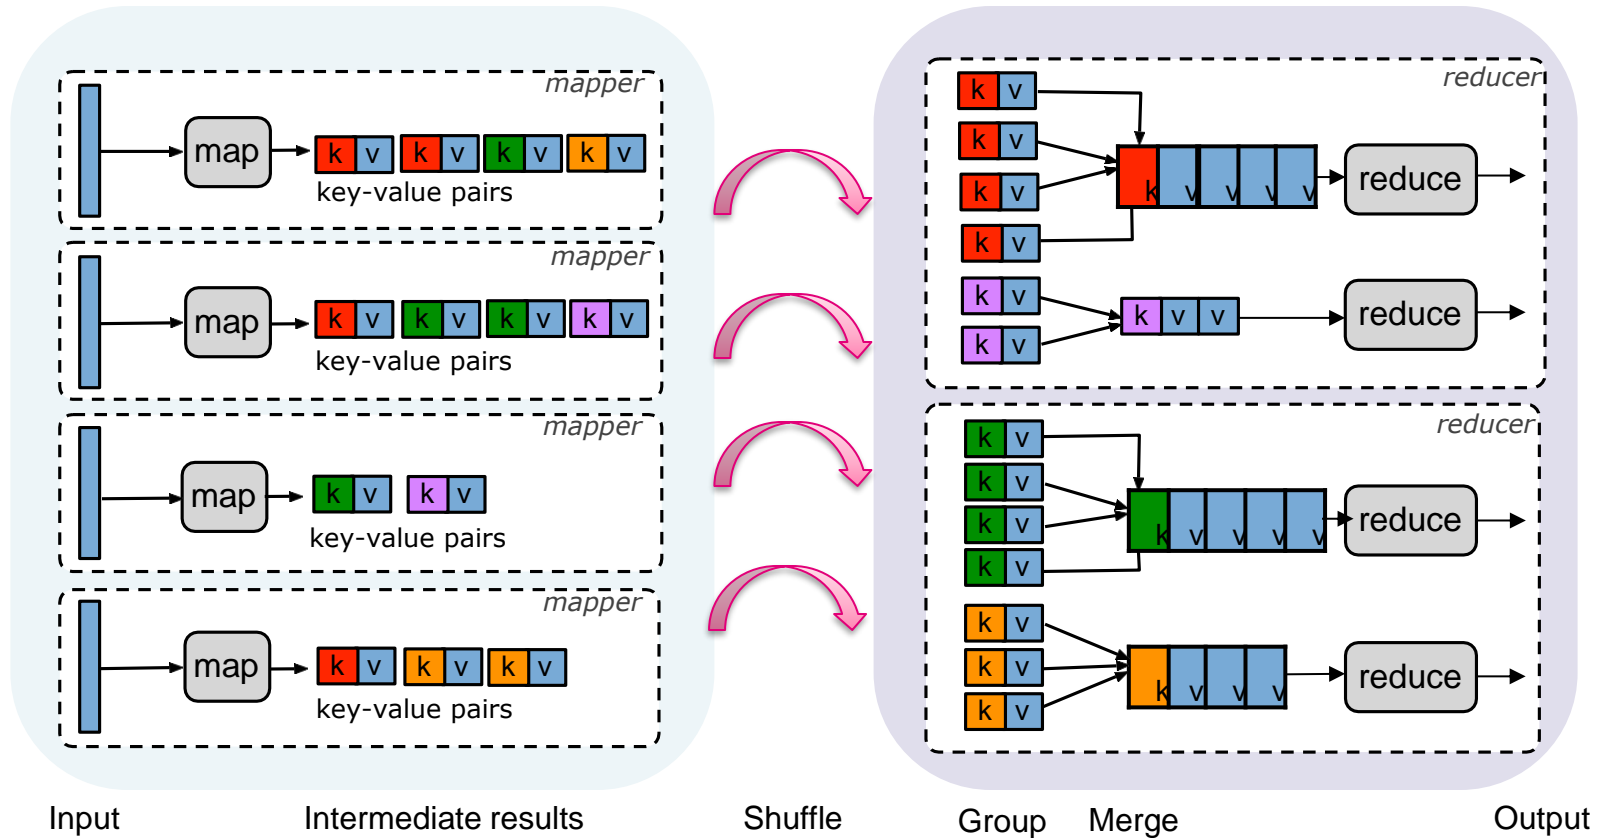 mapper
map
k v k v k v k v
key-value pairs
mapper
map
k v k v k v k v
key-value pairs
mapper
map
k v k v
key-value pairs
mapper
map
k v k v k v
key-value pairs
reducer
k v
k v
k v
k v
k v v v v
reduce
k v
k v
k v v
reduce
reducer
k v
k v
k v
k v
k v v v v
reduce
k v
k v
k v
k v v v
reduce
Input
Intermediate results
Shuffle
Group
Merge
Output